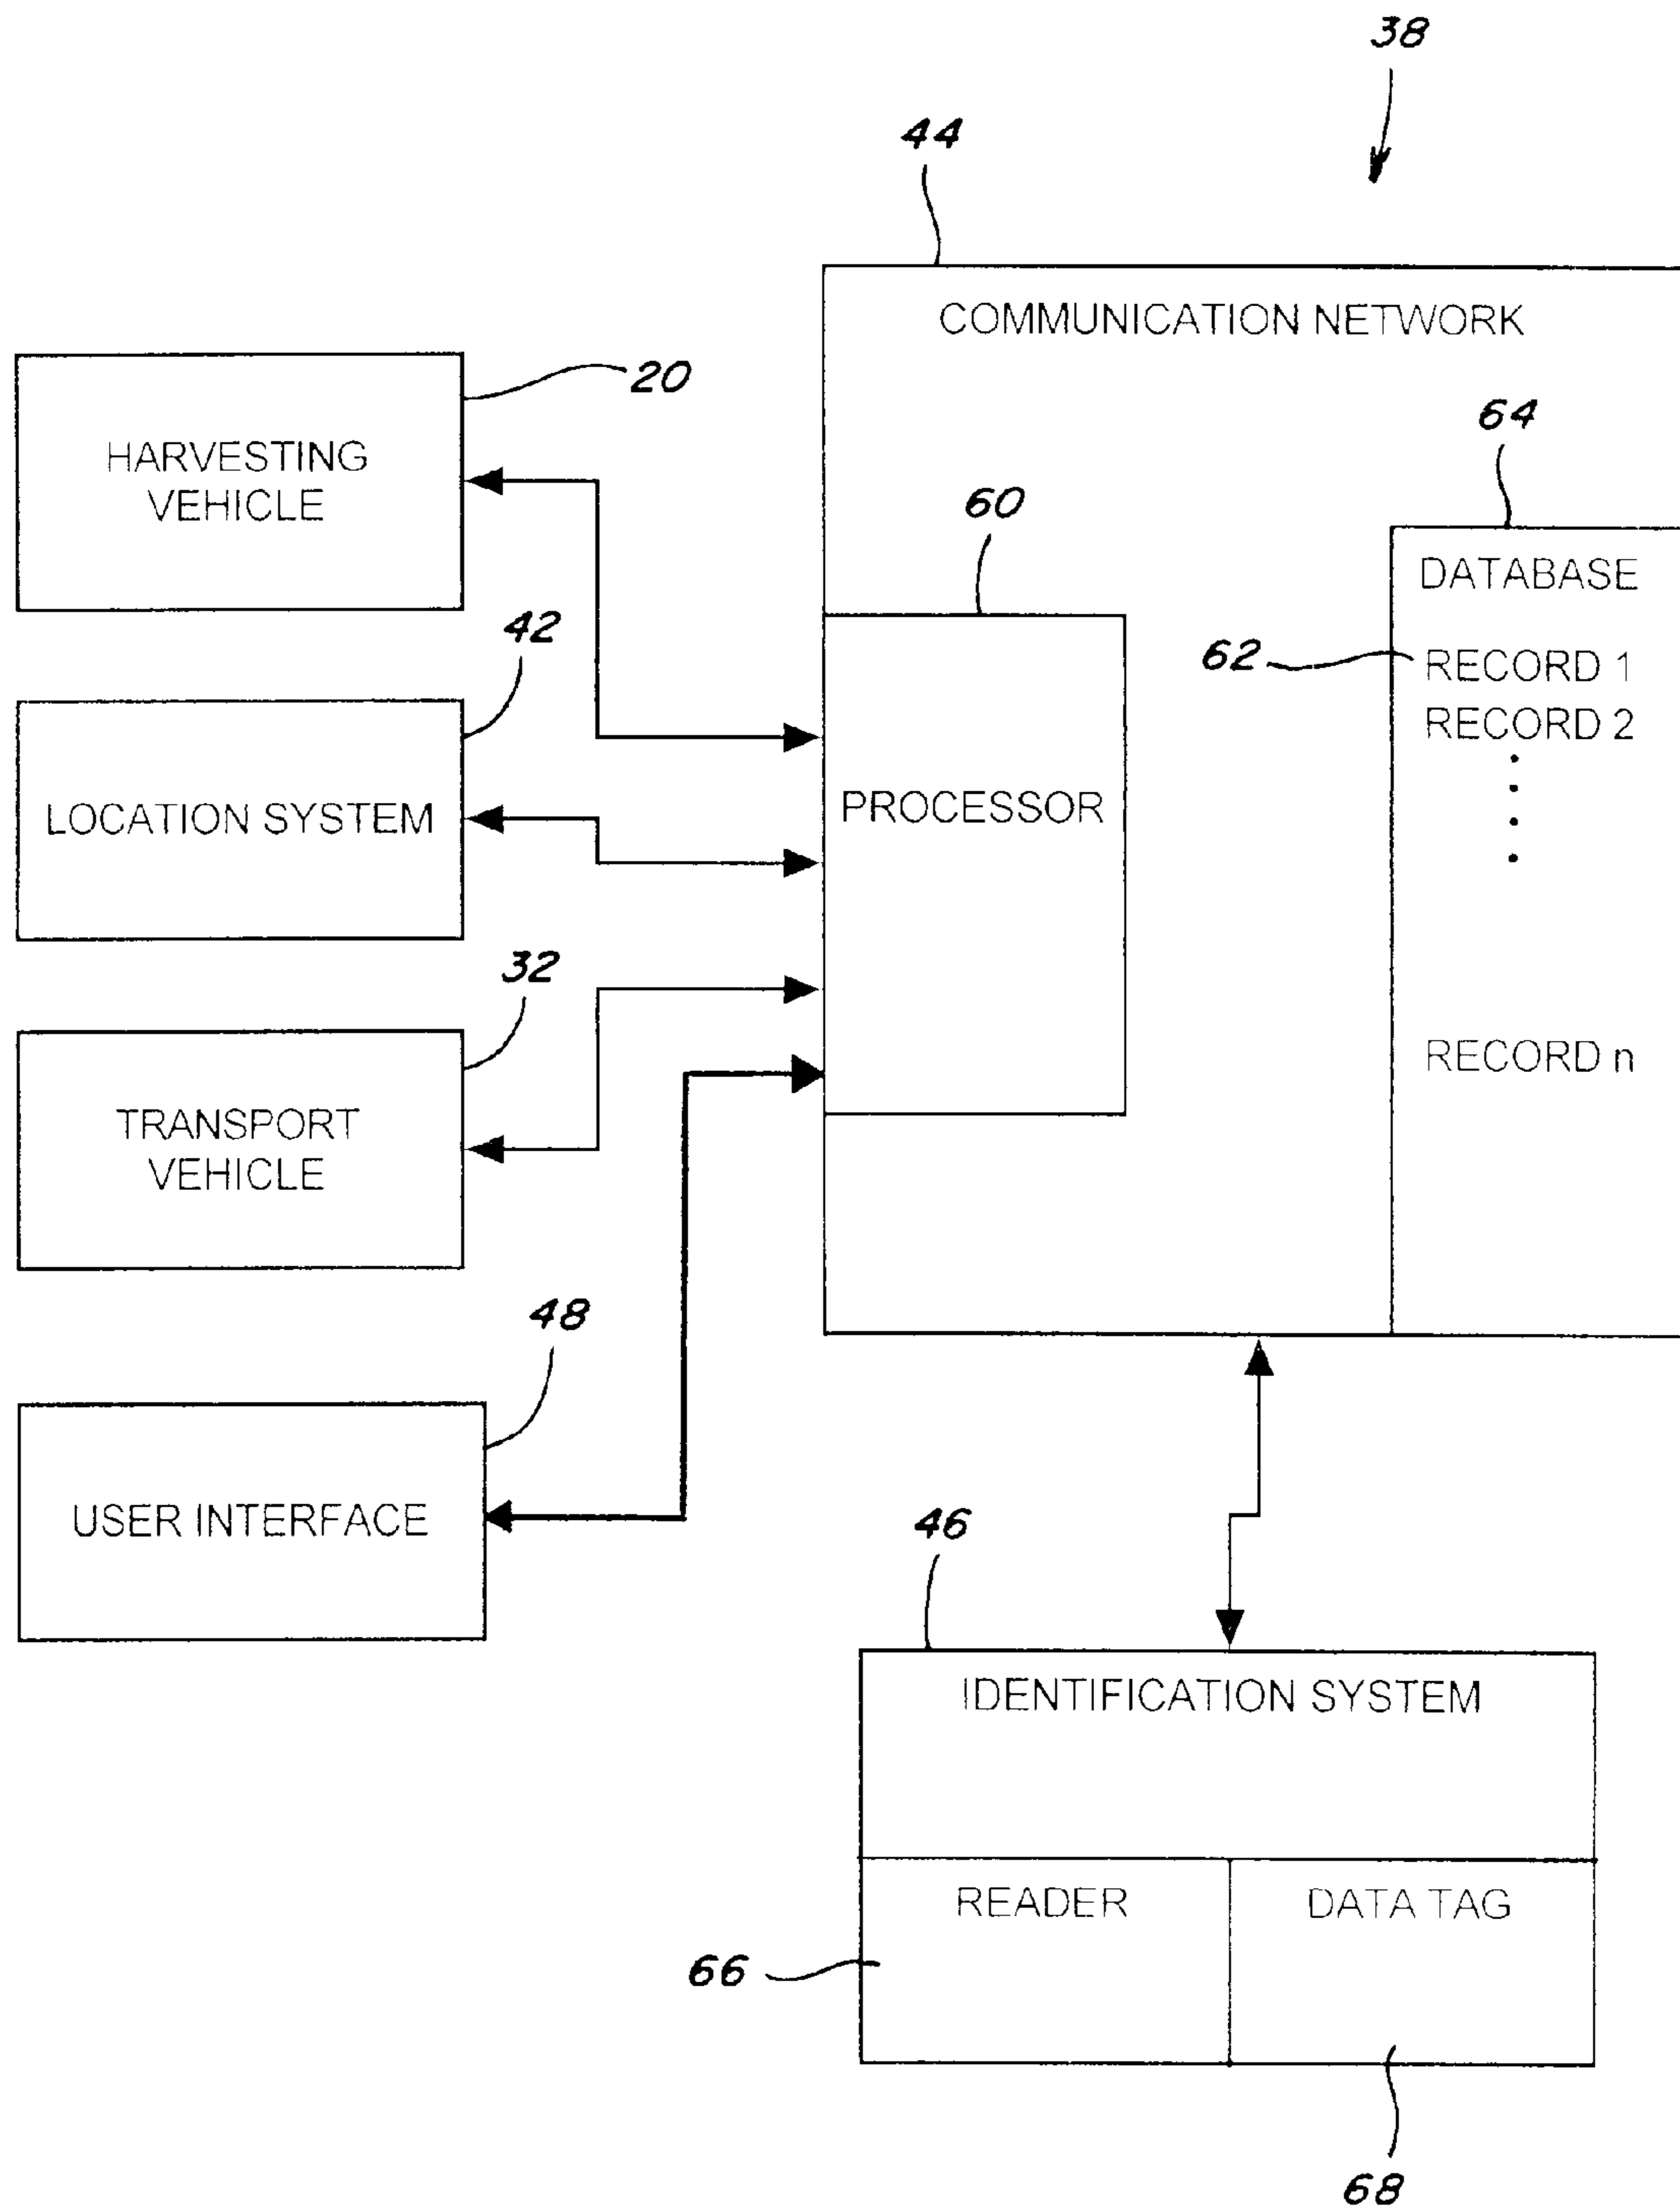 38
44
COMMUNICATION NETWORK
20
HARVESTING
VEHICLE
64
DATABASE
60
42
62
RECORD 1
RECORD 2
PROCESSOR
LOCATION SYSTEM
32
RECORD n
TRANSPORT
VEHICLE
48
USER INTERFACE
46
IDENTIFICATION SYSTEM
READER
DATA TAG
66
68